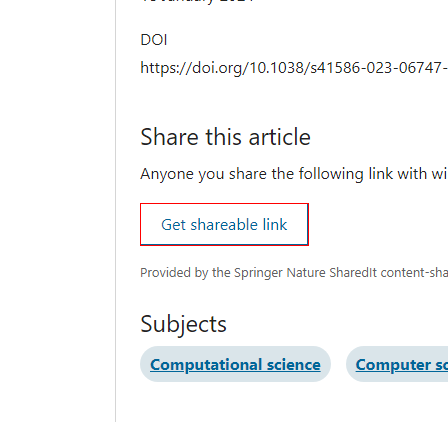 DOI
https://doi.org/10.1038/s41586-023-06747-
Share this article
Anyone you share the following link with wi
Get shareable link
Provided by the Springer Nature SharedIt content-sha
Subjects
Computational science
Computer sc